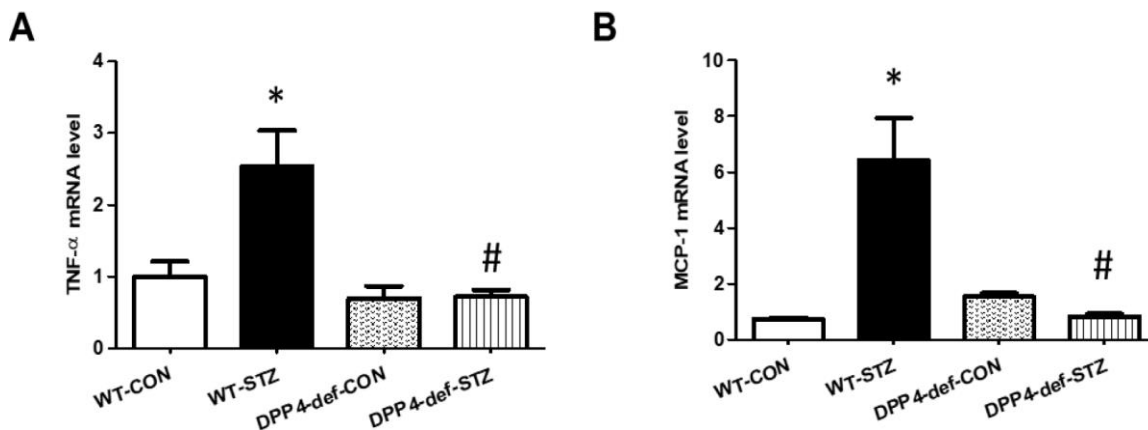 A
TNF-α mRNA level
4
3
2
1
0
*
#
WT-CON
WT-STZ
DPP4-def-CON
DPP4-def-STZ
B
MCP-1 mRNA level
10
8
6
4
2
0
*
#
WT-CON
WT-STZ
DPP4-def-CON
DPP4-def-STZ